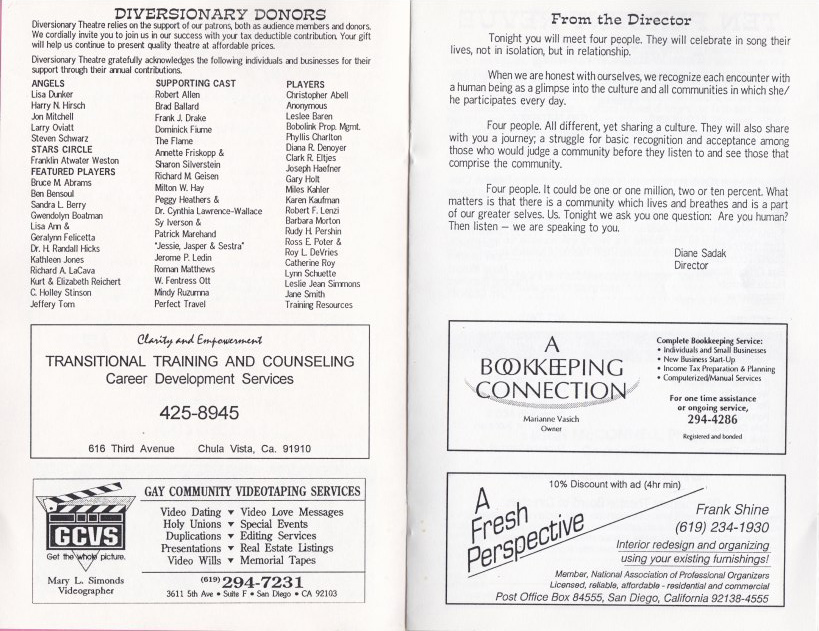 DIVERSIONARY DONORS
Diversionary Theatre relies on the support of our patrons, both as audience members and donors.
We cordially invite you to join us in our success with your tax deductible contribution. Your gift
will help us continue to present quality theatre at affordable prices.
Diversionary Theatre gratefully acknowledges the following individuals and businesses for their
support through their annual contributions.
ANGELS
Lisa Dunker
Harry N. Hirsch
Jon Mitchell
Larry Oviatt
Steven Schwarz
STARS CIRCLE
Franklin Atwater Weston
FEATURED PLAYERS
Bruce M. Abrams
Ben Bensoul
Sandra L. Berry
Gwendolyn Boatman
Lisa Ann &
Geralynn Felicetta
Dr. H. Randall Hicks
Kathleen Jones
Richard A. LaCava
Kurt & Elizabeth Reichert
C. Holley Stinson
Jeffery Tom
SUPPORTING CAST
Robert Allen
Brad Ballard
Frank J. Drake
Dominick Fiume
The Flame
Annette Friskopp &
Sharon Silverstein
Richard M. Geisen
Milton W. Hay
Peggy Heathers &
Dr. Cynthia Lawrence-Wallace
Sy Iverson &
Patrick Marehand
"Jessie, Jasper & Sestra"
Jerome P. Ledin
Roman Matthews
W. Fentress Ott
Mindy Ruzumna
Perfect Travel
PLAYERS
Christopher Abell
Anonymous
Leslee Baren
Bobolink Prop. Mgmt.
Phyllis Charlton
Diana R. Denoyer
Clark R. Eltjes
Joseph Haefner
Gary Holt
Miles Kahler
Karen Kaufman
Robert F. Lenzi
Barbara Morton
Rudy H. Pershin
Ross E. Poter &
Roy L. DeVries
Catherine Roy
Lynn Schuette
Leslie Jean Simmons
Jane Smith
Training Resources
Clarity and Empowerment
TRANSITIONAL TRAINING AND COUNSELING
Career Development Services
425-8945
616 Third Avenue Chula Vista, Ca. 91910
GCVS
Get the whole picture.
Mary L. Simonds
Videographer
GAY COMMUNITY VIDEOTAPING SERVICES
Video Dating ▼ Video Love Messages
Holy Unions ▼ Special Events
Duplications ▼ Editing Services
Presentations ▼ Real Estate Listings
Video Wills ▼ Memorial Tapes
(619) 294-7231
3611 5th Ave • Suite F • San Diego • CA 92103
From the Director
Tonight you will meet four people. They will celebrate in song their
lives, not in isolation, but in relationship.
When we are honest with ourselves, we recognize each encounter with
a human being as a glimpse into the culture and all communities in which she/
he participates every day.
Four people. All different, yet sharing a culture. They will also share
with you a journey; a struggle for basic recognition and acceptance among
those who would judge a community before they listen to and see those that
comprise the community.
Four people. It could be one or one million, two or ten percent. What
matters is that there is a community which lives and breathes and is a part
of our greater selves. Us. Tonight we ask you one question: Are you human?
Then listen — we are speaking to you.
Diane Sadak
Director
A
BOOKKEEPING
CONNECTION
Marianne Vasich
Owner
Complete Bookkeeping Service:
• Individuals and Small Businesses
• New Business Start-Up
• Income Tax Preparation & Planning
• Computerized/Manual Services
For one time assistance
or ongoing service,
294-4286
Registered and bonded
10% Discount with ad (4hr min)
A
Fresh
Perspective
Frank Shine
(619) 234-1930
Interior redesign and organizing
using your existing furnishings!
Member, National Association of Professional Organizers
Licensed, reliable, affordable - residential and commercial
Post Office Box 84555, San Diego, California 92138-4555